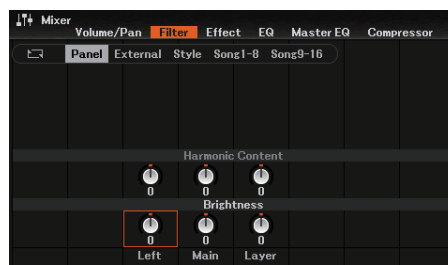 Mixer
Volume/Pan Filter Effect EQ Master EQ Compressor
Panel External Style Song1-8 Song9-16
Harmonic Content
0 0 0
Brightness
0 0 0
Left Main Layer